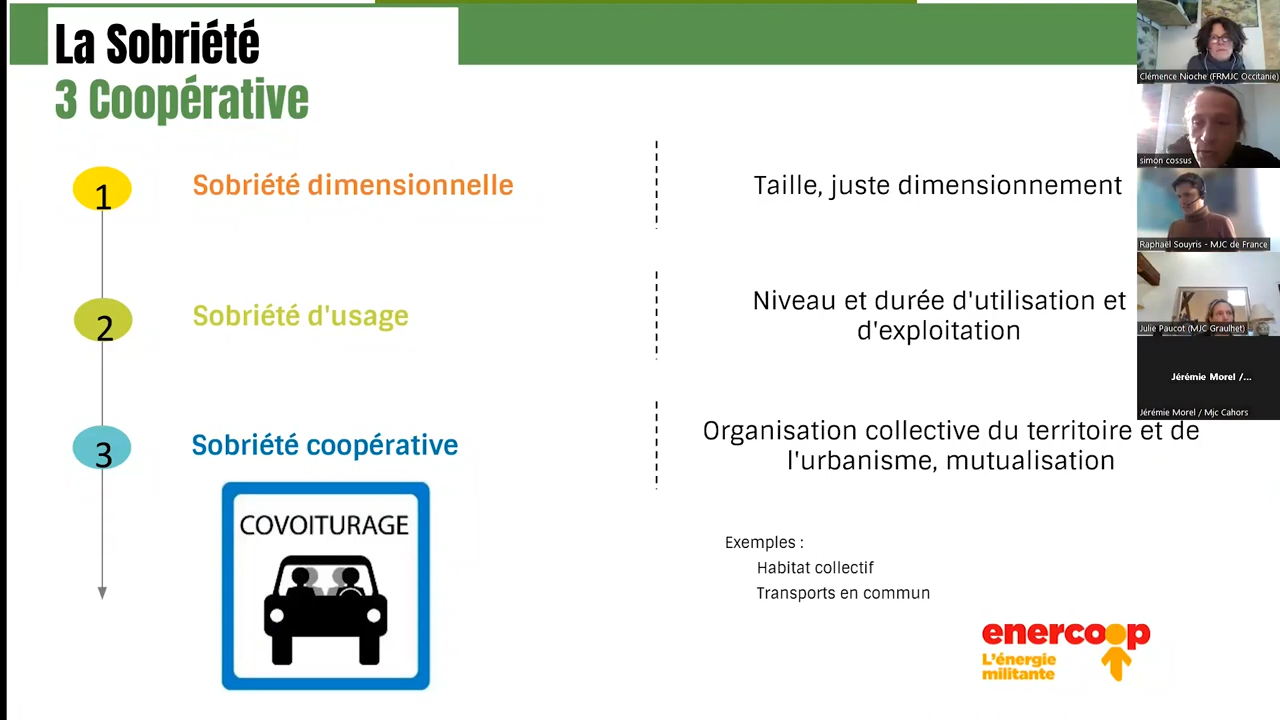 La Sobriété
3 Coopérative
1
Sobriété dimensionnelle
Taille, juste dimensionnement
2
Sobriété d'usage
Niveau et durée d'utilisation et
d'exploitation
3
Sobriété coopérative
Organisation collective du territoire et de
l'urbanisme, mutualisation
COVOITURAGE
Exemples :
Habitat collectif
Transports en commun
enercoop
L'énergie
militante
Clémence Nioche (FRMJC Occitanie)
simon cossus
Raphaël Souyris - MJC de France
Julie Paucot (MJC Graulhet)
Jérémie Morel /...
Jérémie Morel / Mjc Cahors